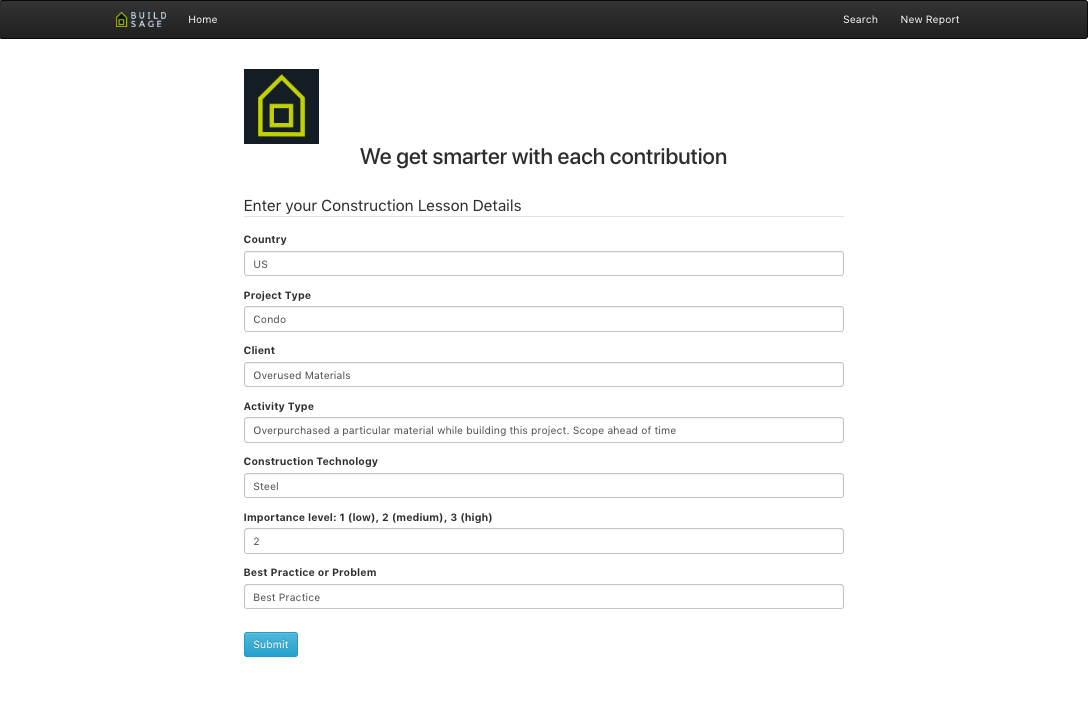 BUILD
SAGE
Home
Search
New Report
We get smarter with each contribution
Enter your Construction Lesson Details
Country
US
Project Type
Condo
Client
Overused Materials
Activity Type
Overpurchased a particular material while building this project. Scope ahead of time
Construction Technology
Steel
Importance level: 1 (low), 2 (medium), 3 (high)
2
Best Practice or Problem
Best Practice
Submit